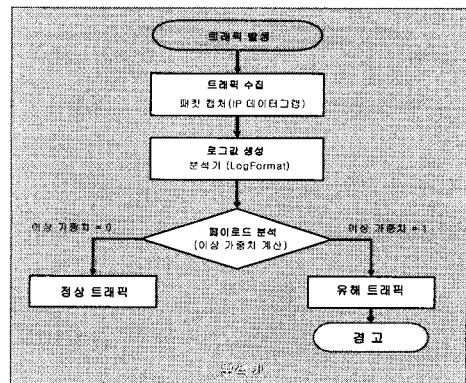 트래픽 발생
트래픽 수집
패킷 캡처(IP 데이터그램)
로그값 생성
분석기 (LogFormat)
페이로드 분석
(이상 가중치 계산)
이상 가중치 = 0
이상 가중치 = 1
정상 트래픽
유해 트래픽
경 고